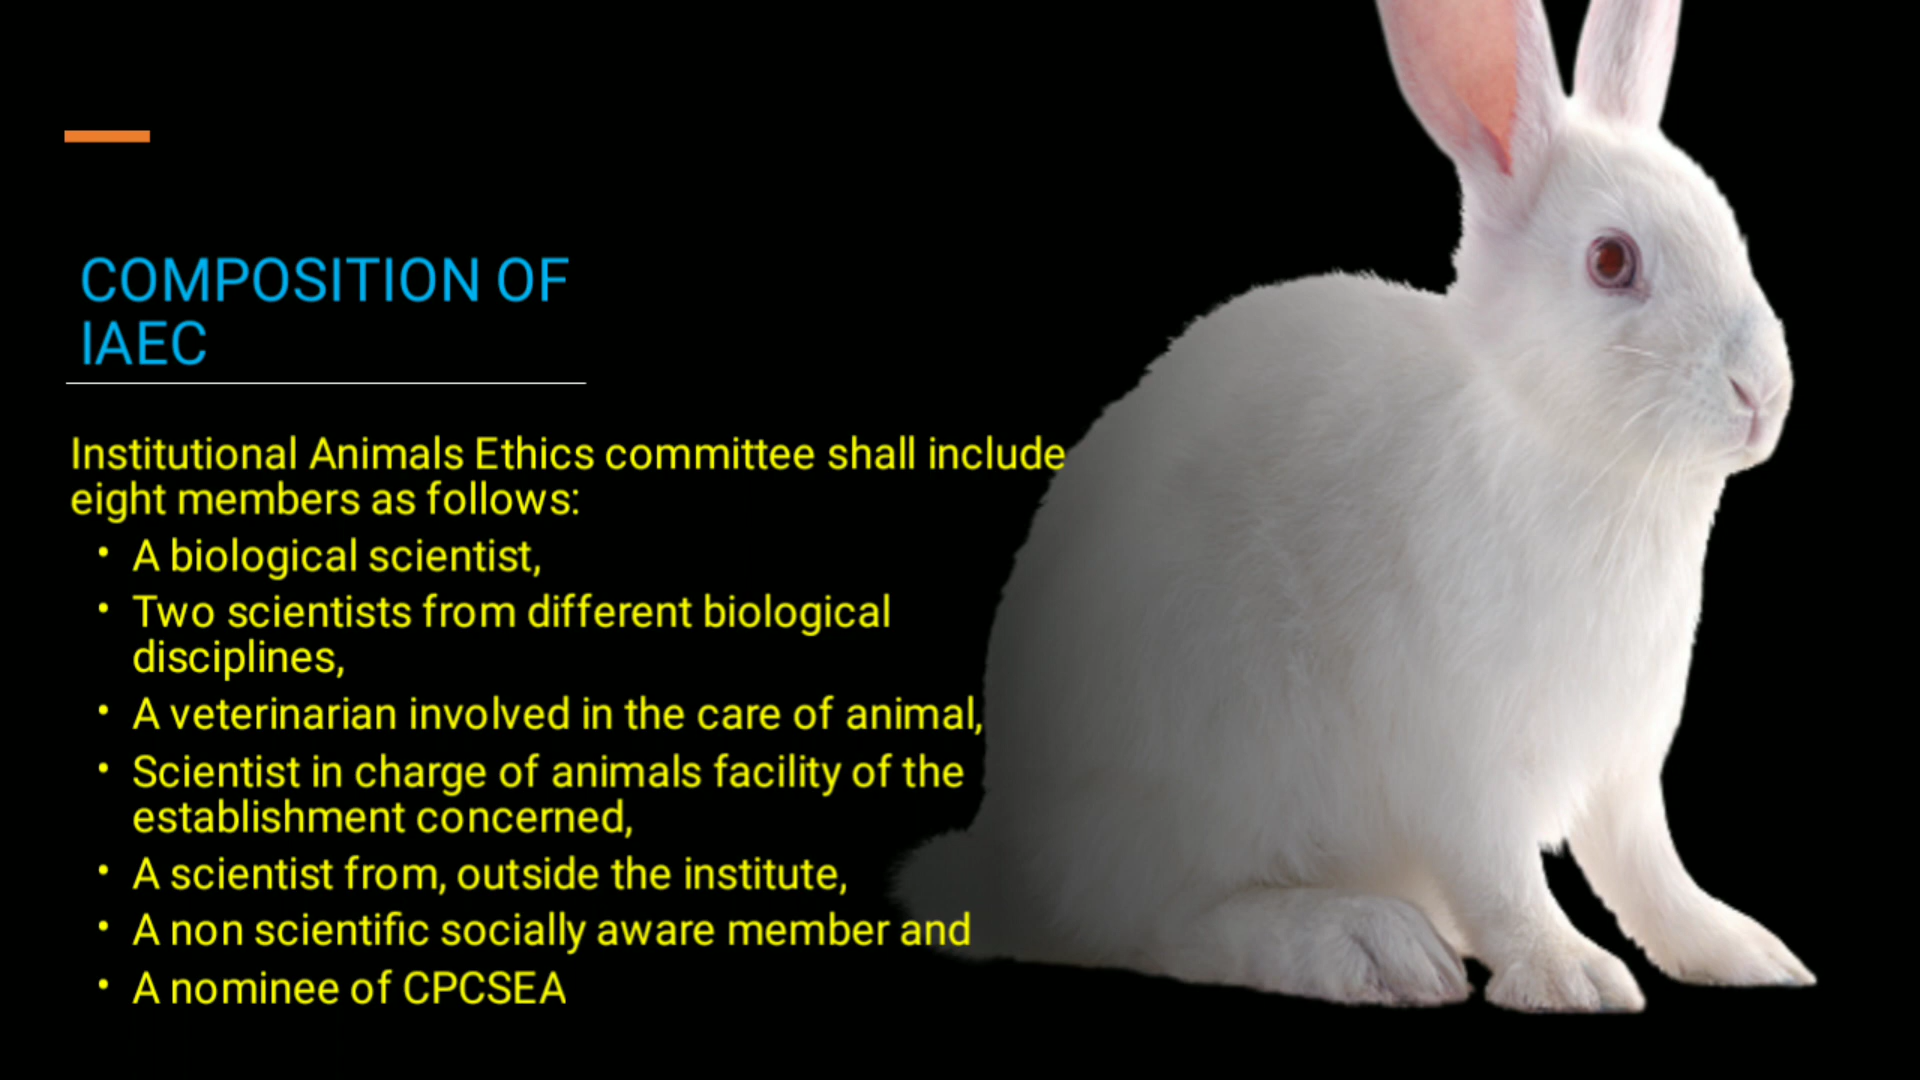 COMPOSITION OF
IAEC
Institutional Animals Ethics committee shall include
eight members as follows:
• A biological scientist,
• Two scientists from different biological
disciplines,
• A veterinarian involved in the care of animal,
• Scientist in charge of animals facility of the
establishment concerned,
• A scientist from, outside the institute,
• A non scientific socially aware member and
• A nominee of CPCSEA